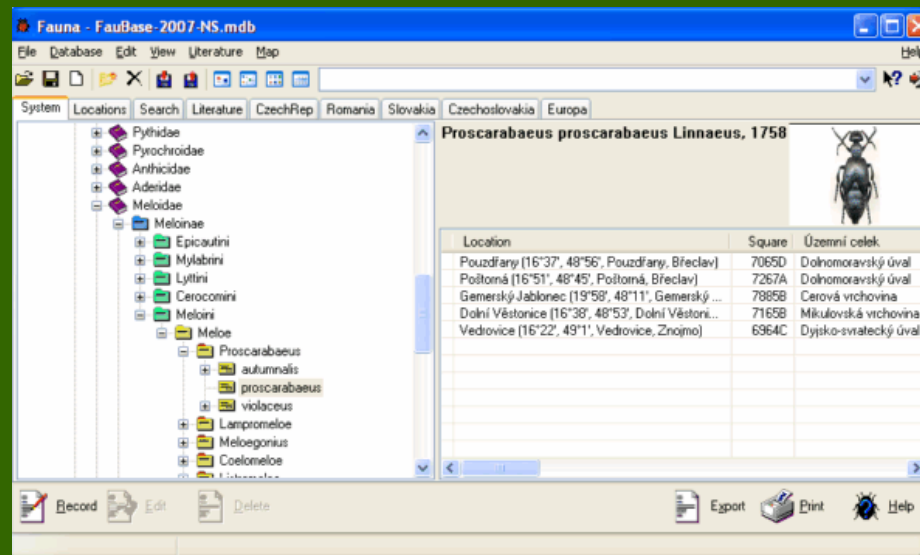 Fauna - FauBase-2007-NS.mdb
File Database Edit View Literature Map Help
System Locations Search Literature CzechRep Romania Slovakia Czechoslovakia Europa
Pythidae
Pyrochroidae
Anthicidae
Aderidae
Meloidae
Meloinae
Epicautini
Mylabrini
Lyttini
Cerocomini
Meloini
Meloe
Proscarabaeus
autumnalis
proscarabaeus
violaceus
Lampromeloe
Meloegonius
Coelomeloe
Proscarabaeus proscarabaeus Linnaeus, 1758
Location Square Územní celek
Pouzdřany (16°37', 48°56', Pouzdřany, Břeclav) 7065D Dolnomoravský úval
Poštorná (16°51', 48°45', Poštorná, Břeclav) 7267A Dolnomoravský úval
Gemerský Jablonec (19°58', 48°11', Gemerský ... 7885B Cerová vrchovina
Dolní Věstonice (16°38', 48°53', Dolní Věstoni... 7165B Mikulovská vrchovina
Vedrovice (16°22', 49°1', Vedrovice, Znojmo) 6964C Dyjsko-svratecký úval
Record Edit Delete Export Print Help